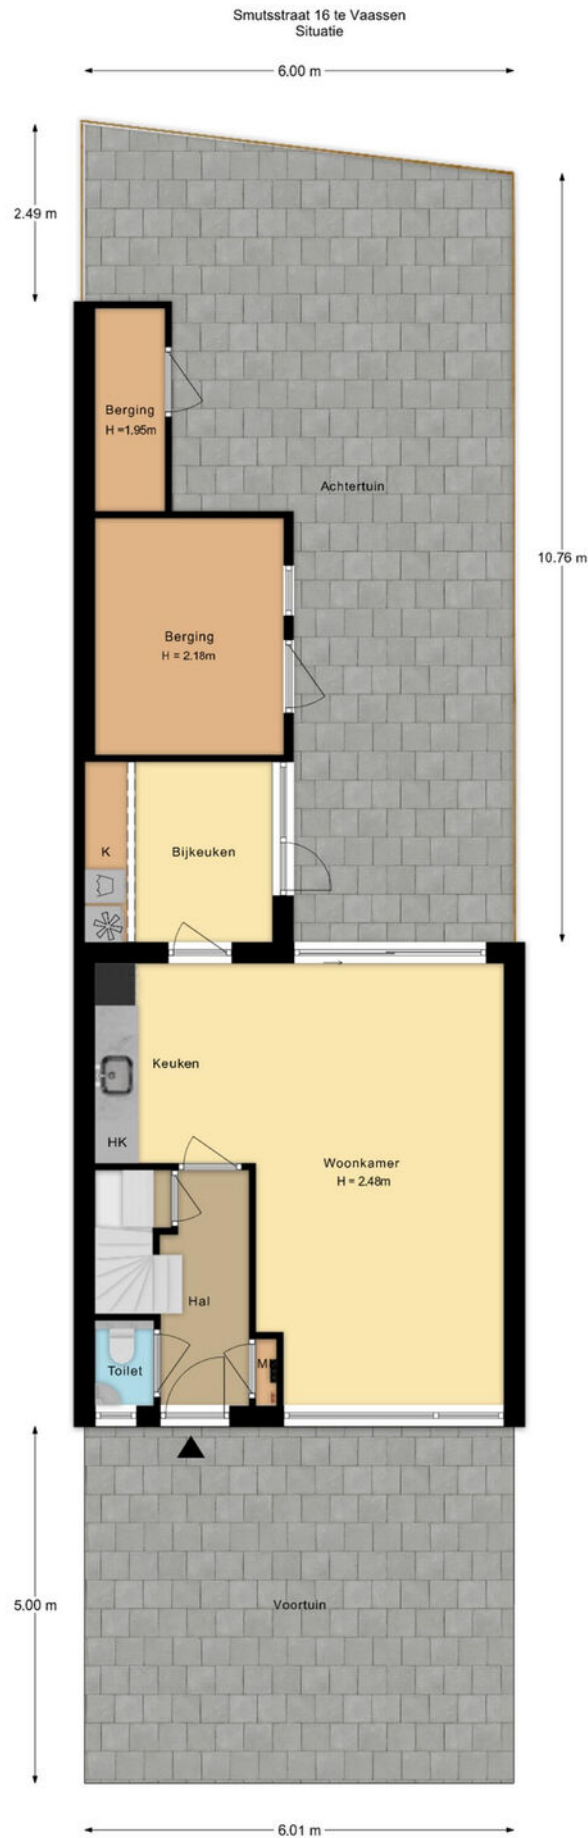 Smutsstraat 16 te Vaassen
Situatie
6.00 m
2.49 m
Berging
H =1.95m
Achtertuin
10.76 m
Berging
H = 2.18m
K
Bijkeuken
Keuken
HK
Woonkamer
H = 2.48m
Hal
Toilet
M
5.00 m
Voortuin
6.01 m